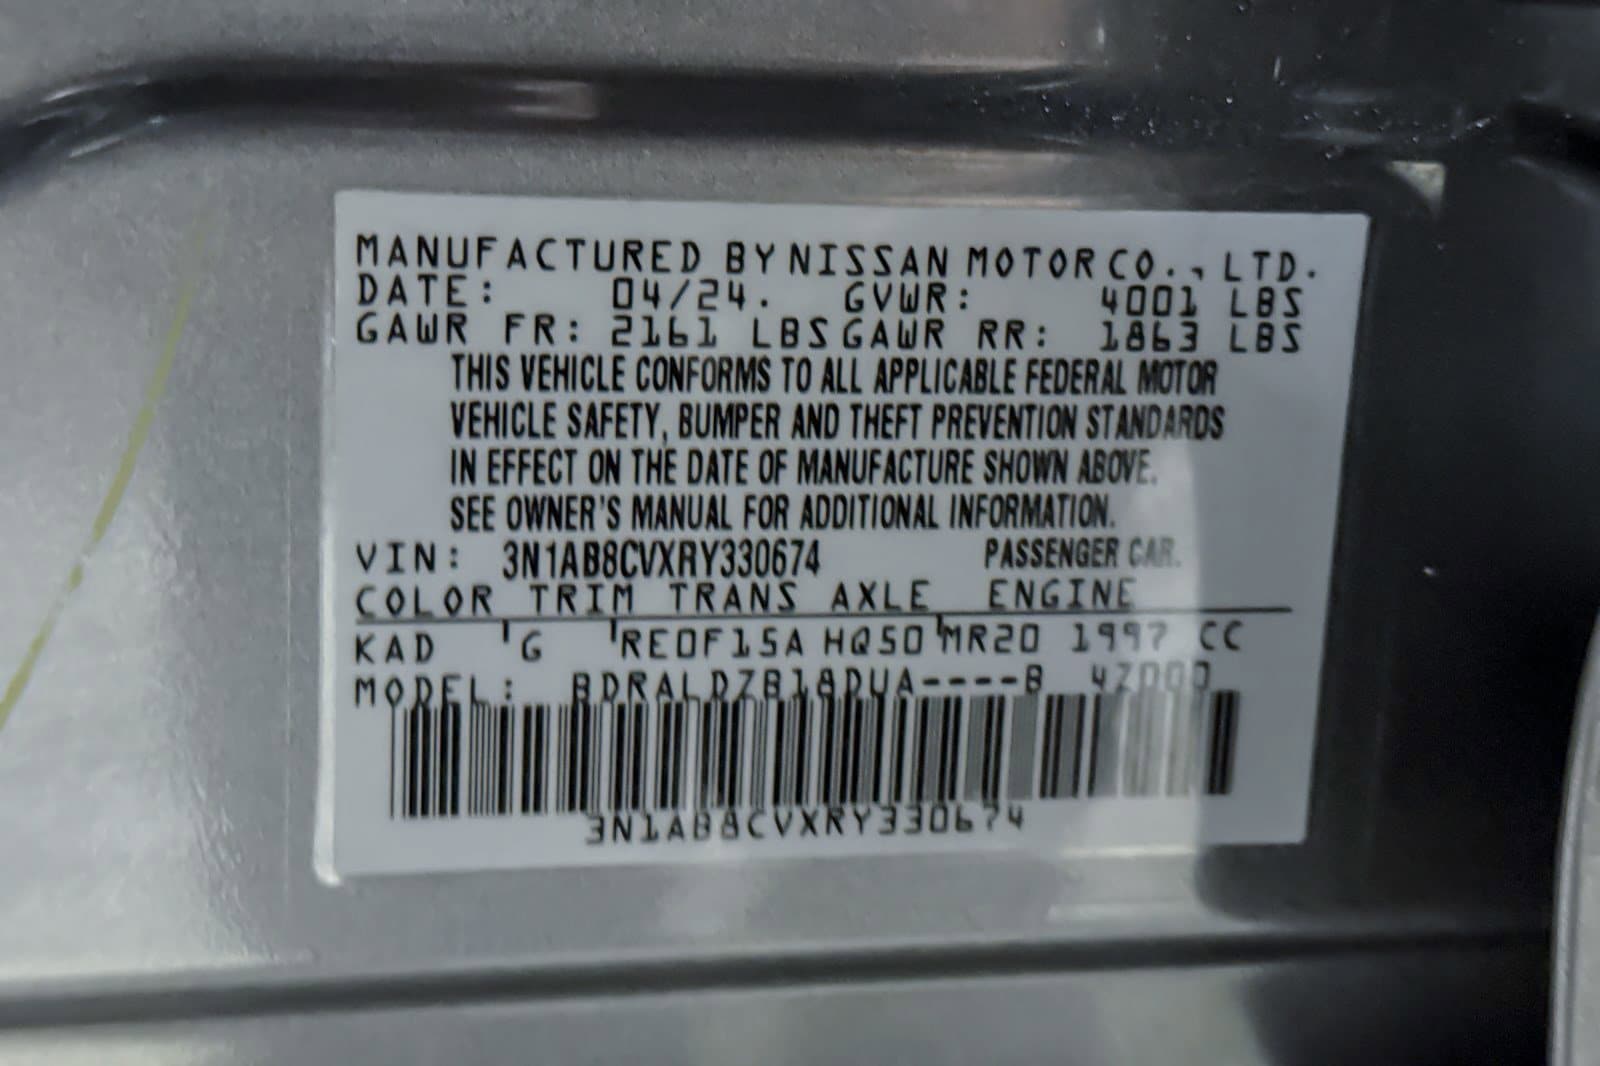 MANUFACTURED BY NISSAN MOTOR CO., LTD.
DATE: 04/24. GVWR: 4001 LBS
GAWR FR: 2161 LBS GAWR RR: 1863 LBS
THIS VEHICLE CONFORMS TO ALL APPLICABLE FEDERAL MOTOR
VEHICLE SAFETY, BUMPER AND THEFT PREVENTION STANDARDS
IN EFFECT ON THE DATE OF MANUFACTURE SHOWN ABOVE.
SEE OWNER'S MANUAL FOR ADDITIONAL INFORMATION.
VIN: 3N1AB8CVXRY330674 PASSENGER CAR.
COLOR TRIM TRANS AXLE ENGINE
KAD G RE0F15A HQ50 MR20 1997 CC
MODEL: BDRALDZB18DUA----B 4Z000
3N1AB8CVXRY330674